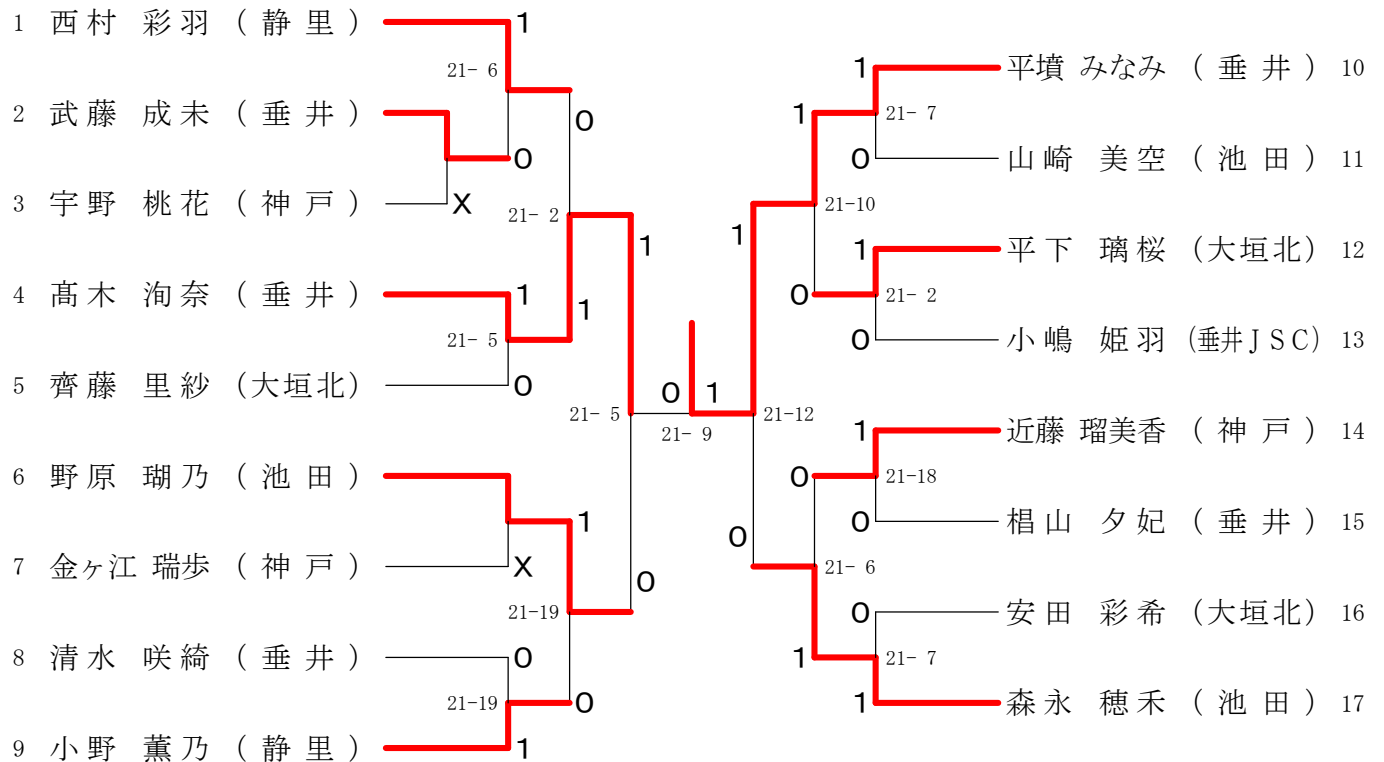 1 西村 彩羽 (静里)
1
21- 6
2 武藤 成未 (垂井)
0
0
3 宇野 桃花 (神戸)
X
21- 2
1
4 髙木 洵奈 (垂井)
1
1
21- 5
5 齊藤 里紗 (大垣北)
0
21- 5
0
1
21- 9
21-12
6 野原 瑚乃 (池田)
1
7 金ヶ江 瑞歩 (神戸)
X
0
21-19
8 清水 咲綺 (垂井)
0
21-19
0
9 小野 薫乃 (静里)
1
1
平墳 みなみ (垂井) 10
1
21- 7
0
山崎 美空 (池田) 11
21-10
1
1
平下 璃桜 (大垣北) 12
0
21- 2
0
小嶋 姫羽 (垂井JSC) 13
1
近藤 瑠美香 (神戸) 14
0
21-18
0
椙山 夕妃 (垂井) 15
0
21- 6
0
安田 彩希 (大垣北) 16
1
21- 7
1
森永 穂禾 (池田) 17